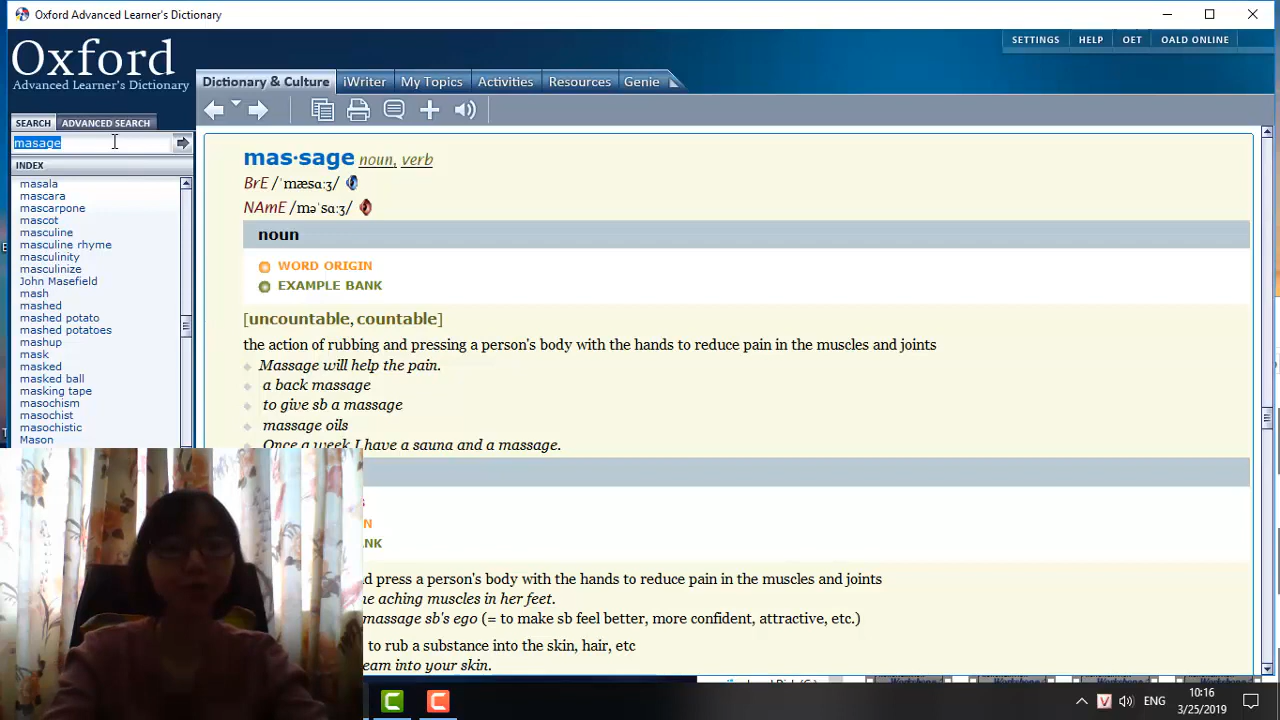 Oxford Advanced Learner's Dictionary
SETTINGS HELP OET OALD ONLINE
Oxford
Advanced Learner's Dictionary
Dictionary & Culture iWriter My Topics Activities Resources Genie
SEARCH ADVANCED SEARCH
masage
INDEX
masala
mascara
mascarpone
mascot
masculine
masculine rhyme
masculinity
masculinize
John Masefield
mash
mashed
mashed potato
mashed potatoes
mashup
mask
masked
masked ball
masking tape
masochism
masochist
masochistic
Mason
mas·sage noun, verb
BrE /ˈmæsɑːʒ/
NAmE /məˈsɑːʒ/
noun
WORD ORIGIN
EXAMPLE BANK
[uncountable, countable]
the action of rubbing and pressing a person's body with the hands to reduce pain in the muscles and joints
Massage will help the pain.
a back massage
to give sb a massage
massage oils
Once a week I have a sauna and a massage.
press a person's body with the hands to reduce pain in the muscles and joints
aching muscles in her feet.
massage sb's ego (= to make sb feel better, more confident, attractive, etc.)
to rub a substance into the skin, hair, etc
into your skin.
V ENG
10:16
3/25/2019